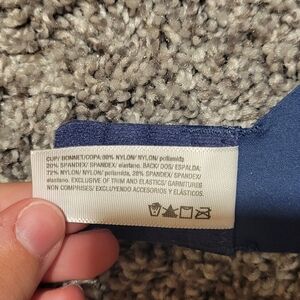 CUP/ BONNET/COPA: 80% NYLON/ NYLON/ poliamida
20% SPANDEX/ SPANDEX/ elastano. BACK/ DOS/ ESPALDA:
72% NYLON/ NYLON/ poliamida, 28% SPANDEX/ SPANDEX/
elastano. EXCLUSIVE OF TRIM AND ELASTICS/ GARNITURES
NON COMPRISES/ EXCLUYENDO ACCESORIOS Y ELÁSTICOS.